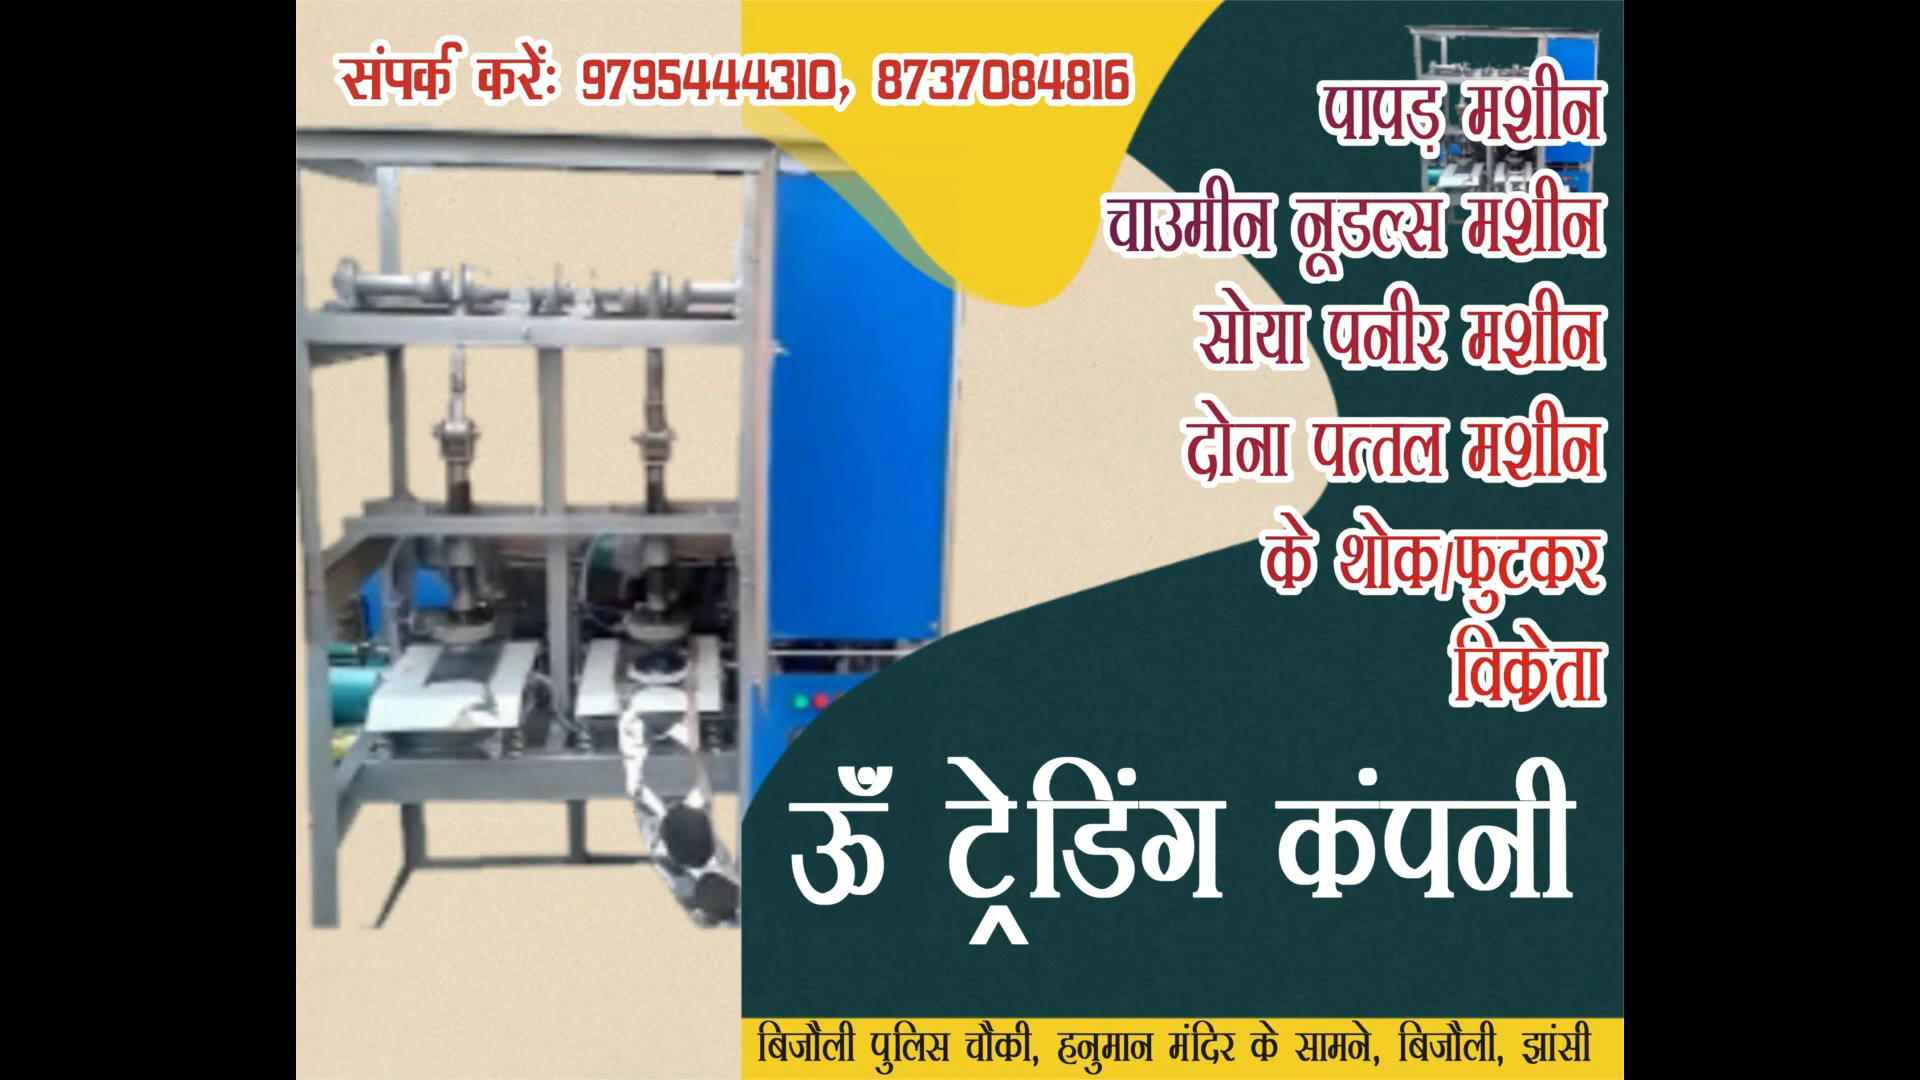 संपर्क करें: 9795444310, 8737084816
पापड़ मशीन
चाउमीन नूडल्स मशीन
सोया पनीर मशीन
दोना पत्तल मशीन
के थोक/फुटकर
विक्रेता
ऊँ ट्रेडिंग कंपनी
बिजौली पुलिस चौकी, हनुमान मंदिर के सामने, बिजौली, झांसी